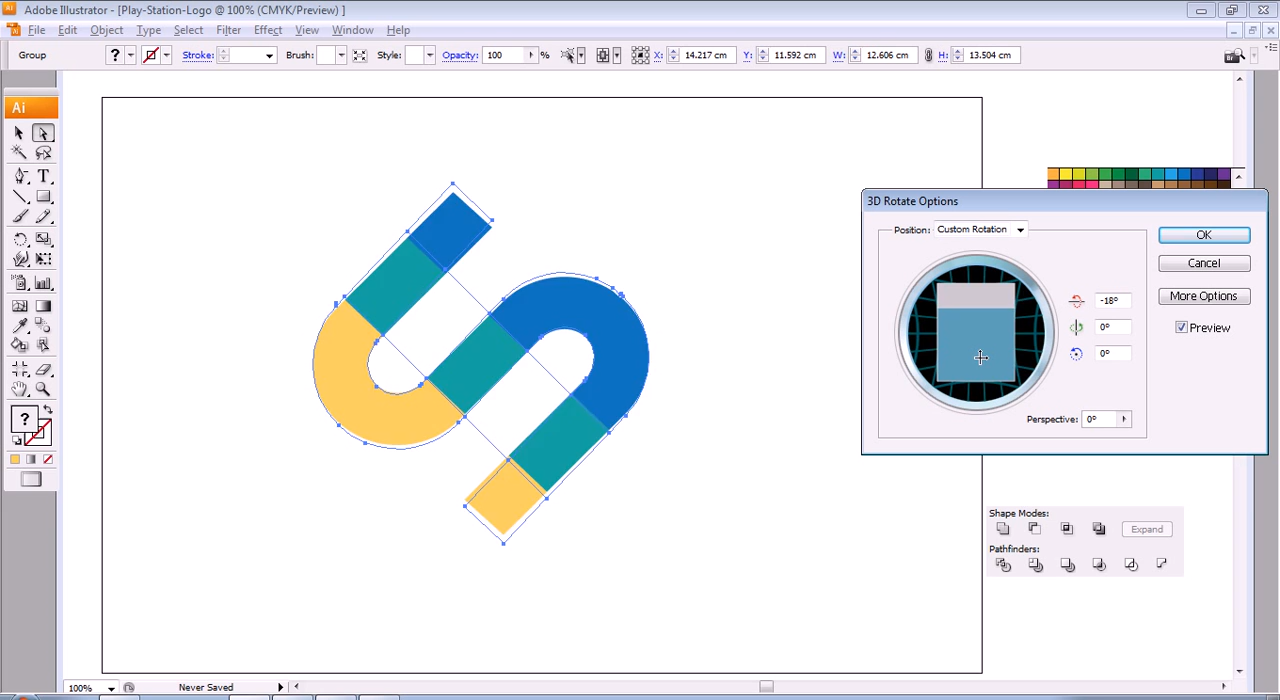 Adobe Illustrator - [Play-Station-Logo @ 100% (CMYK/Preview) ]
File Edit Object Type Select Filter Effect View Window Help
Group ? Stroke: Brush: Style: Opacity: 100 % X: 14.217 cm Y: 11.592 cm W: 12.606 cm H: 13.504 cm
Ai
T
?
3D Rotate Options
Position: Custom Rotation
OK
Cancel
More Options
Preview
-18°
0°
0°
Perspective: 0°
Shape Modes:
Expand
Pathfinders:
100% Never Saved